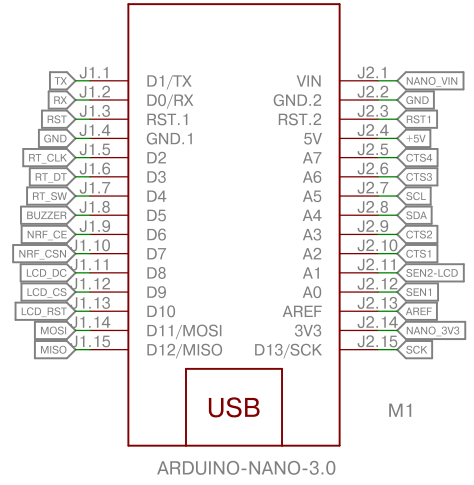 TX J1.1 D1/TX VIN J2.1 NANO_VIN
RX J1.2 D0/RX GND.2 J2.2 GND
RST J1.3 RST.1 RST.2 J2.3 RST1
GND J1.4 GND.1 5V J2.4 +5V
RT_CLK J1.5 D2 A7 J2.5 CTS4
RT_DT J1.6 D3 A6 J2.6 CTS3
RT_SW J1.7 D4 A5 J2.7 SCL
BUZZER J1.8 D5 A4 J2.8 SDA
NRF_CE J1.9 D6 A3 J2.9 CTS2
NRF_CSN J1.10 D7 A2 J2.10 CTS1
LCD_DC J1.11 D8 A1 J2.11 SEN2-LCD
LCD_CS J1.12 D9 A0 J2.12 SEN1
LCD_RST J1.13 D10 AREF J2.13 AREF
MOSI J1.14 D11/MOSI 3V3 J2.14 NANO_3V3
MISO J1.15 D12/MISO D13/SCK J2.15 SCK
USB
M1
ARDUINO-NANO-3.0